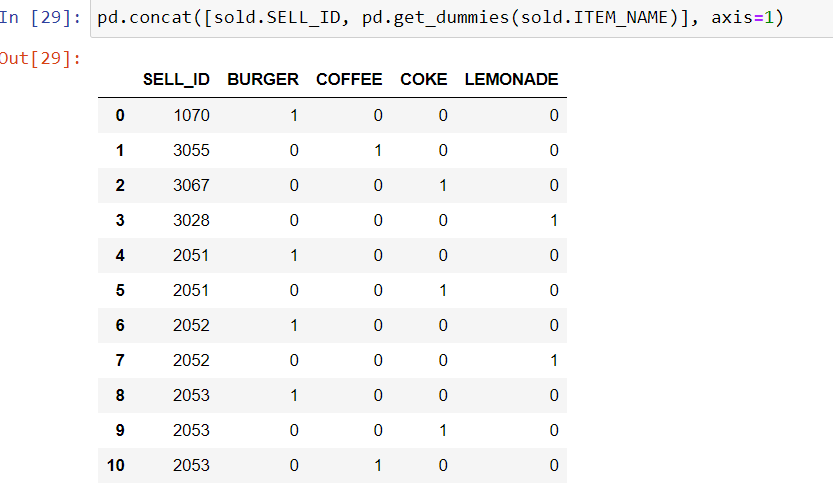 In [29]: pd.concat([sold.SELL_ID, pd.get_dummies(sold.ITEM_NAME)], axis=1)
Out[29]:
SELL_ID BURGER COFFEE COKE LEMONADE
0 1070 1 0 0 0
1 3055 0 1 0 0
2 3067 0 0 1 0
3 3028 0 0 0 1
4 2051 1 0 0 0
5 2051 0 0 1 0
6 2052 1 0 0 0
7 2052 0 0 0 1
8 2053 1 0 0 0
9 2053 0 0 1 0
10 2053 0 1 0 0